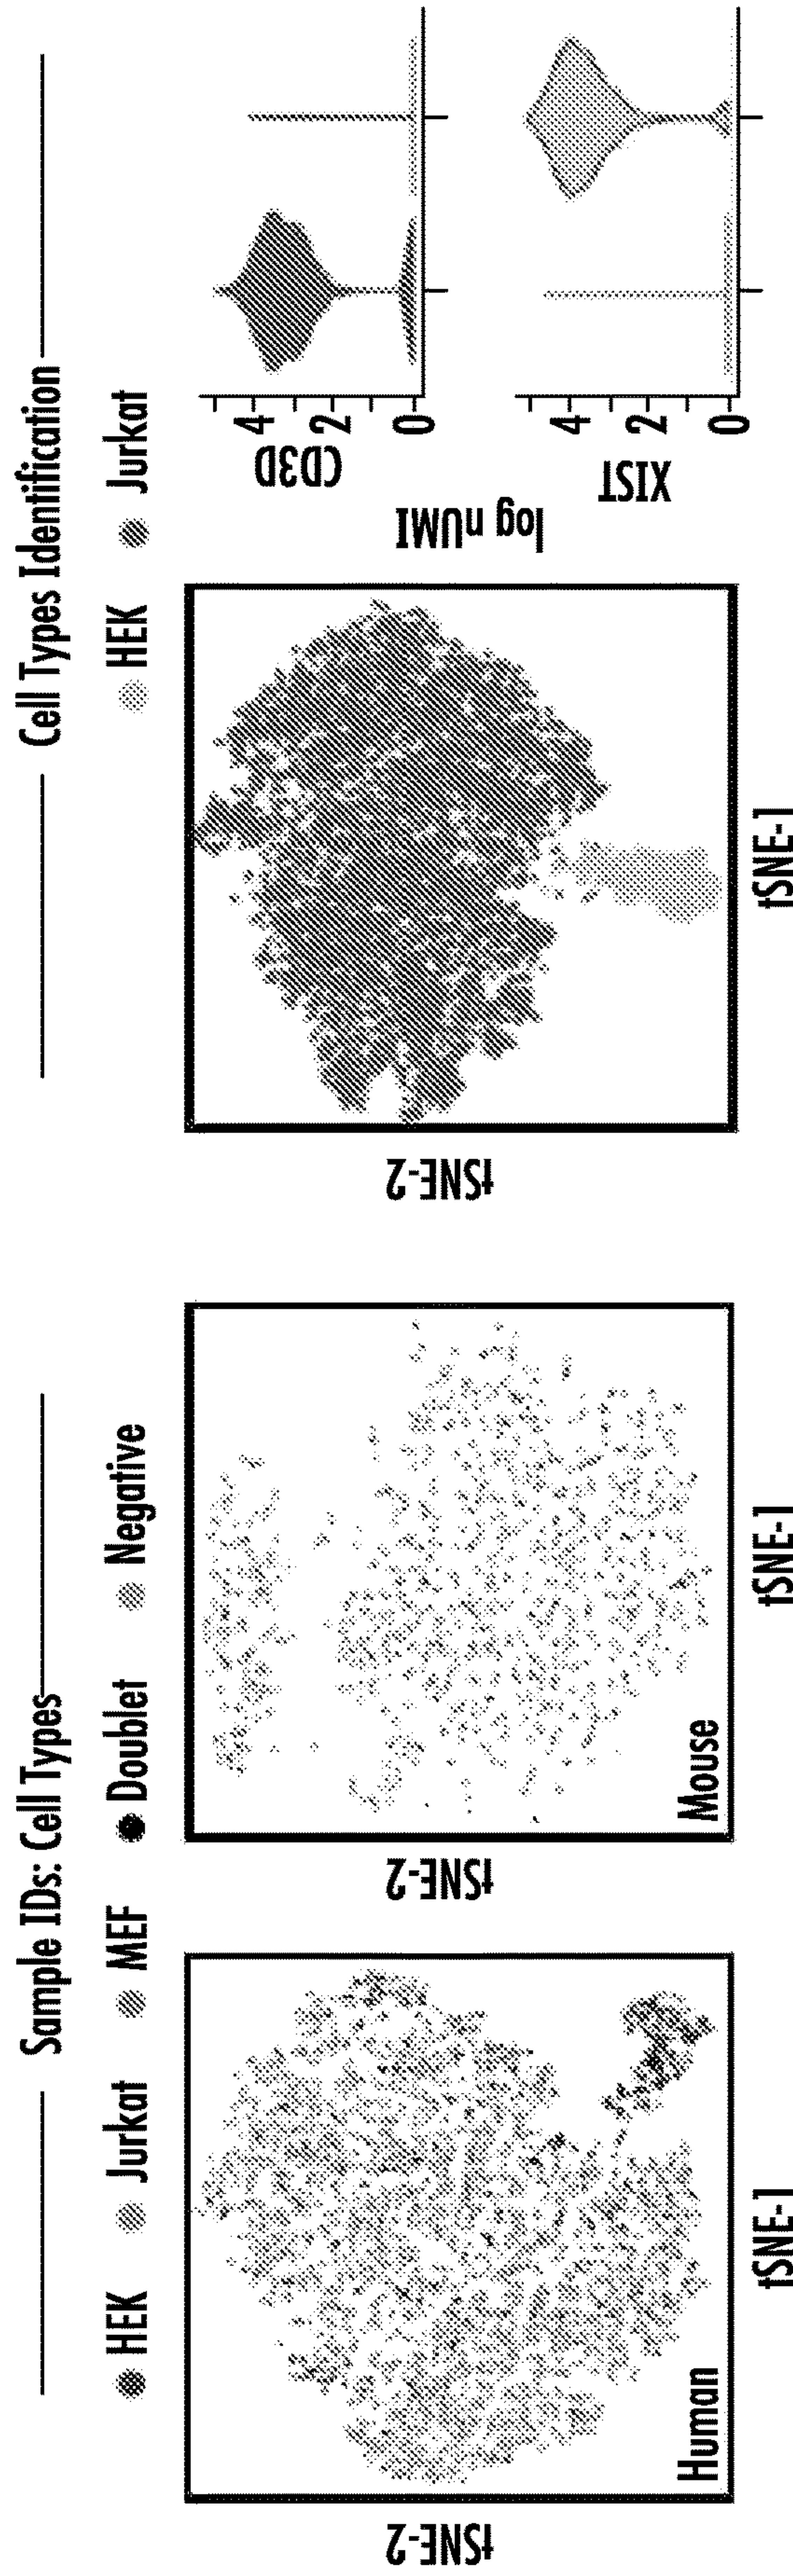 Sample IDs: Cell Types
HEK
Jurkat
MEF
Doublet
Negative
tSNE-2
Human
tSNE-1
tSNE-2
Mouse
tSNE-1
Cell Types Identification
HEK
Jurkat
tSNE-2
tSNE-1
log nUMI
CD3D
4
2
0
XIST
4
2
0